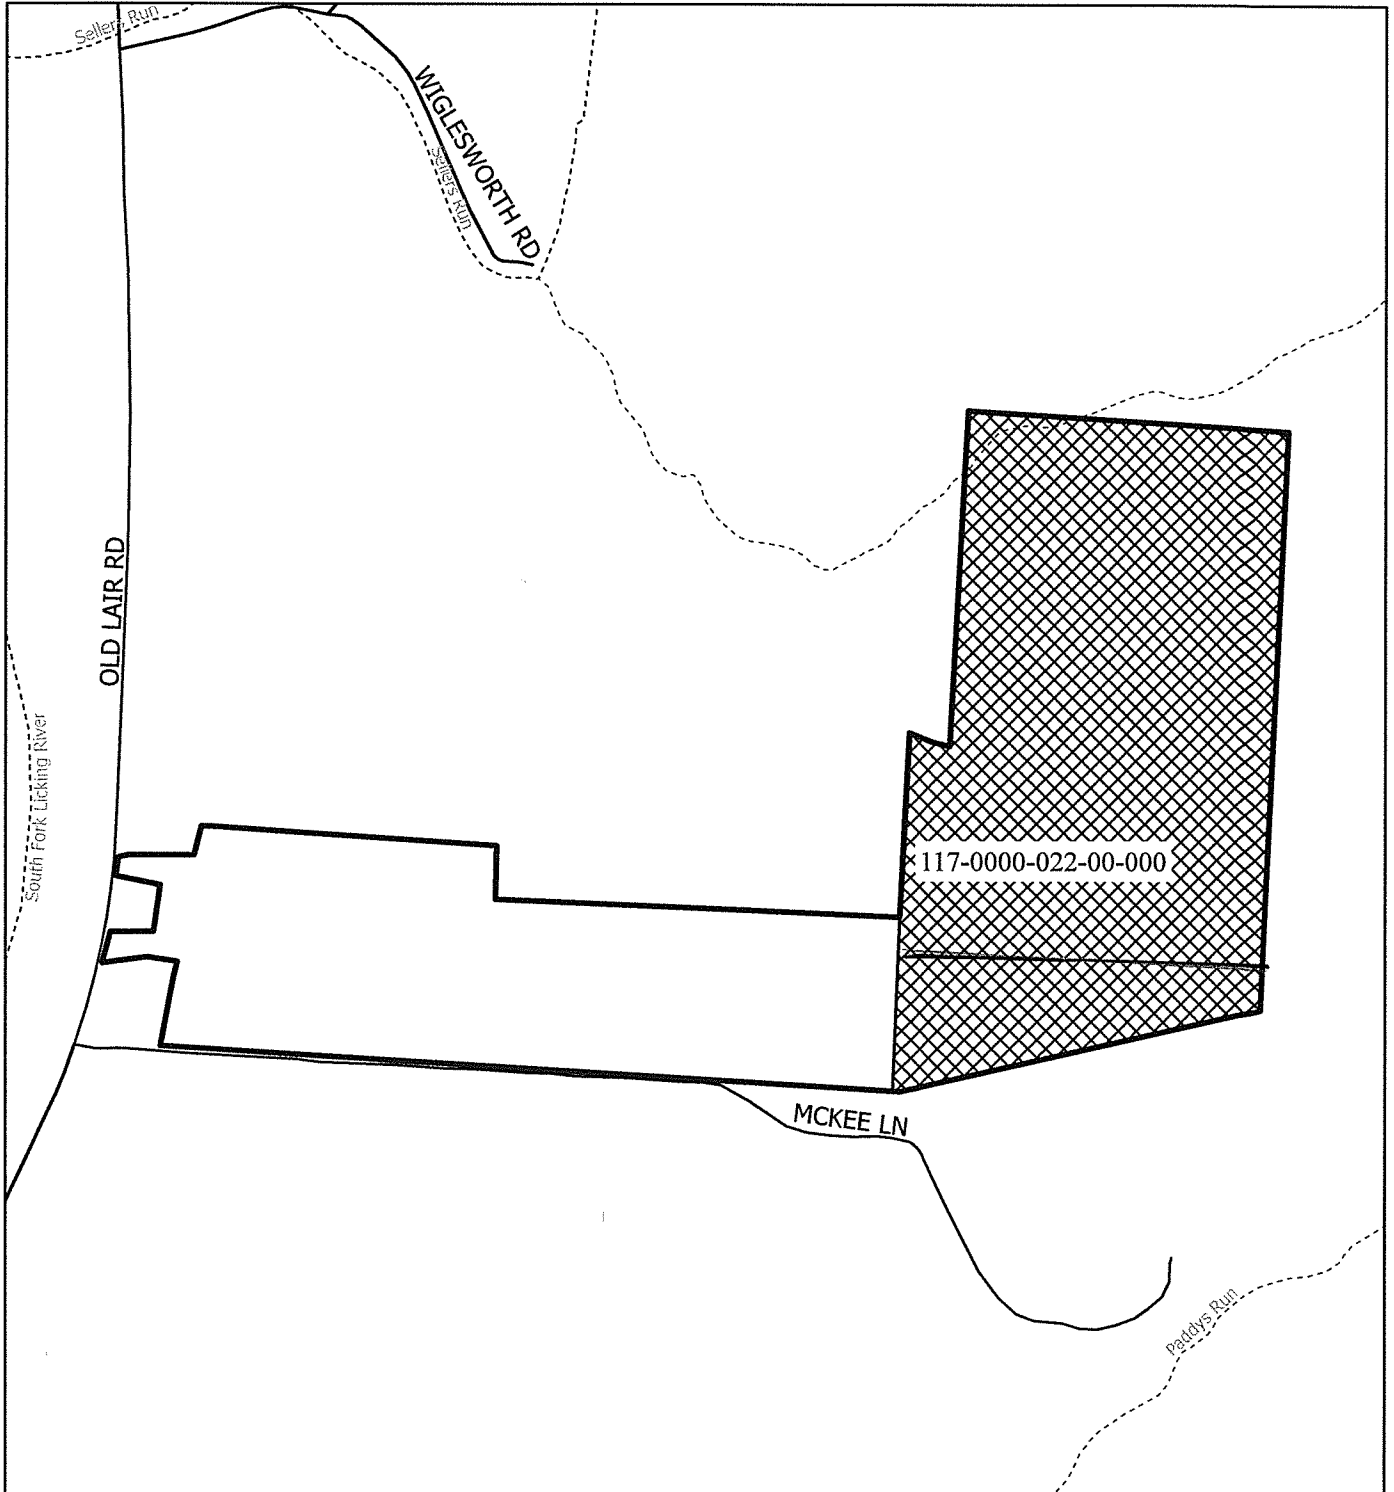 Sellers Run
WIGLESWORTH RD
Sellers Run
OLD LAIR RD
South Fork Licking River
117-0000-022-00-000
MCKEE LN
Paddys Run